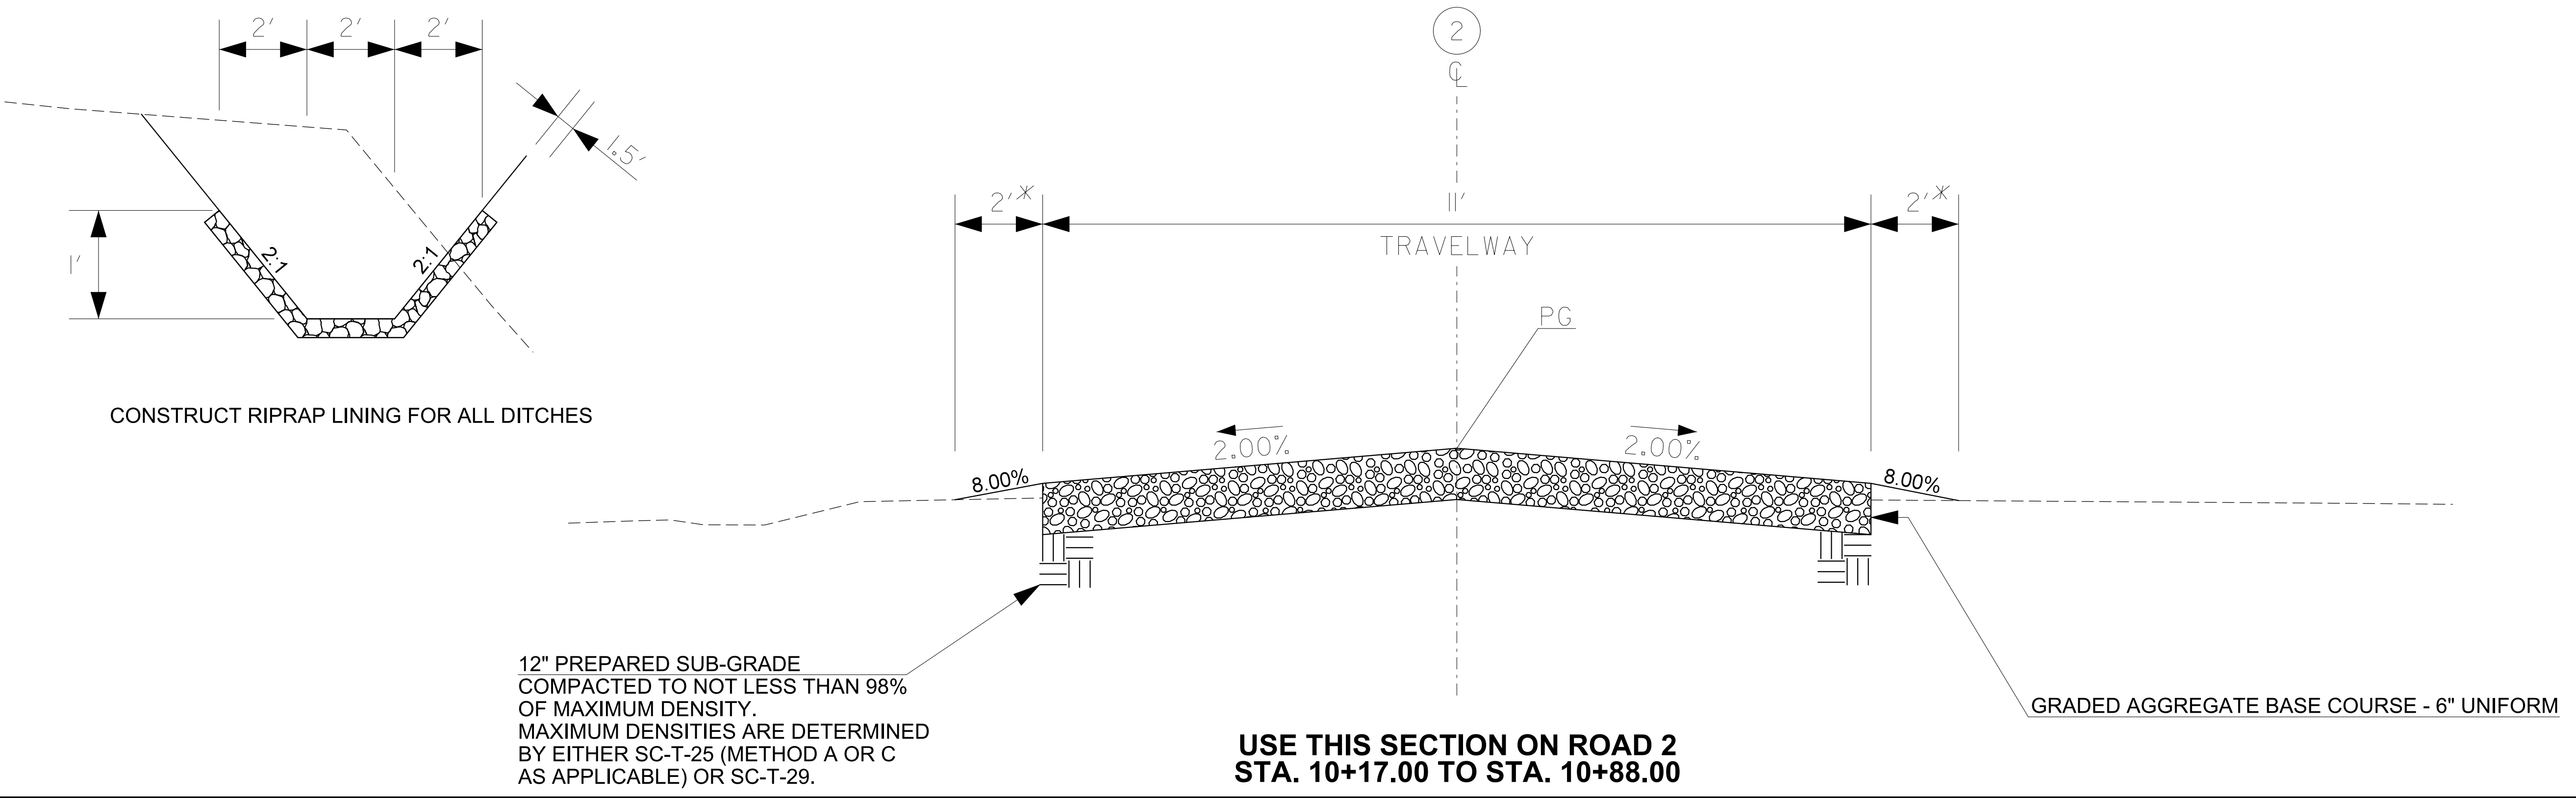 2' 2' 2'
1.5'
1'
2:1 2:1
CONSTRUCT RIPRAP LINING FOR ALL DITCHES
2
℄
2'* 11' 2'*
TRAVELWAY
PG
2.00% 2.00%
8.00% 8.00%
12" PREPARED SUB-GRADE
COMPACTED TO NOT LESS THAN 98%
OF MAXIMUM DENSITY.
MAXIMUM DENSITIES ARE DETERMINED
BY EITHER SC-T-25 (METHOD A OR C
AS APPLICABLE) OR SC-T-29.
GRADED AGGREGATE BASE COURSE - 6" UNIFORM
USE THIS SECTION ON ROAD 2
STA. 10+17.00 TO STA. 10+88.00